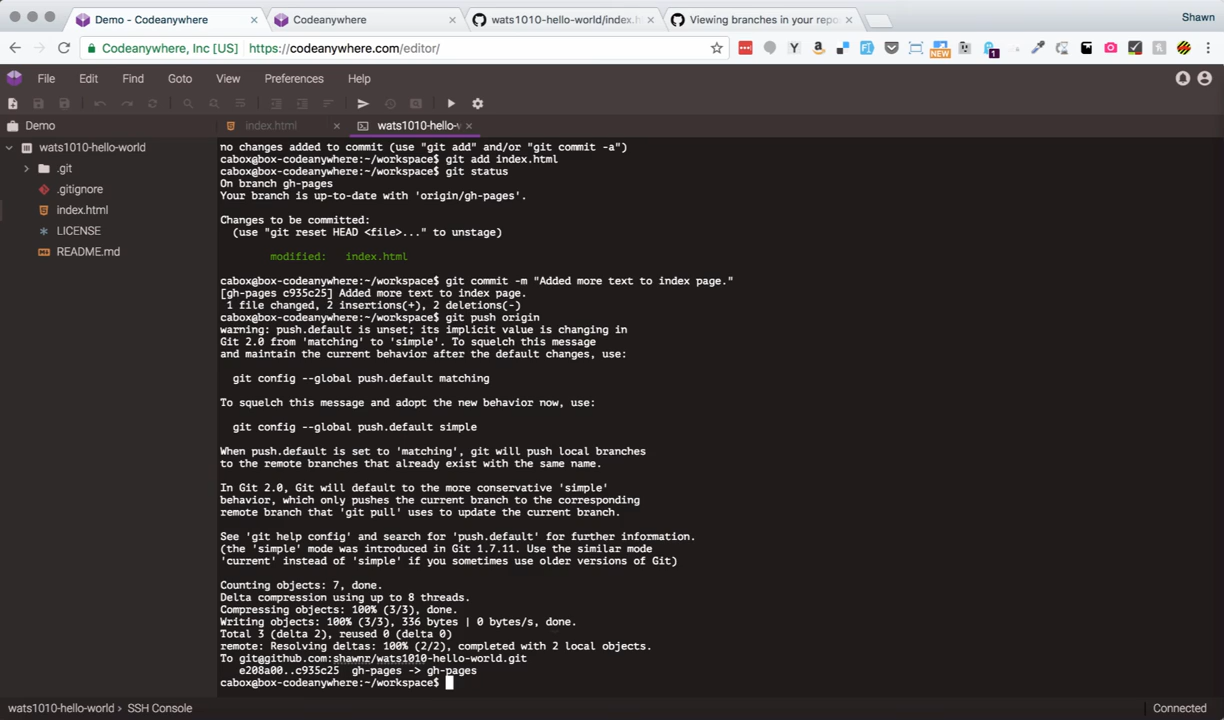 Demo - Codeanywhere
Codeanywhere
wats1010-hello-world/index.h
Viewing branches in your repo
Shawn
Codeanywhere, Inc [US]
https://codeanywhere.com/editor/
NEW
1
File Edit Find Goto View Preferences Help
Demo
index.html
wats1010-hello-w
wats1010-hello-world
.git
.gitignore
index.html
LICENSE
README.md
no changes added to commit (use "git add" and/or "git commit -a")
cabox@box-codeanywhere:~/workspace$ git add index.html
cabox@box-codeanywhere:~/workspace$ git status
On branch gh-pages
Your branch is up-to-date with 'origin/gh-pages'.
Changes to be committed:
(use "git reset HEAD <file>..." to unstage)
modified: index.html
cabox@box-codeanywhere:~/workspace$ git commit -m "Added more text to index page."
[gh-pages c935c25] Added more text to index page.
1 file changed, 2 insertions(+), 2 deletions(-)
cabox@box-codeanywhere:~/workspace$ git push origin
warning: push.default is unset; its implicit value is changing in
Git 2.0 from 'matching' to 'simple'. To squelch this message
and maintain the current behavior after the default changes, use:
git config --global push.default matching
To squelch this message and adopt the new behavior now, use:
git config --global push.default simple
When push.default is set to 'matching', git will push local branches
to the remote branches that already exist with the same name.
In Git 2.0, Git will default to the more conservative 'simple'
behavior, which only pushes the current branch to the corresponding
remote branch that 'git pull' uses to update the current branch.
See 'git help config' and search for 'push.default' for further information.
(the 'simple' mode was introduced in Git 1.7.11. Use the similar mode
'current' instead of 'simple' if you sometimes use older versions of Git)
Counting objects: 7, done.
Delta compression using up to 8 threads.
Compressing objects: 100% (3/3), done.
Writing objects: 100% (3/3), 336 bytes | 0 bytes/s, done.
Total 3 (delta 2), reused 0 (delta 0)
remote: Resolving deltas: 100% (2/2), completed with 2 local objects.
To git@github.com:shawnr/wats1010-hello-world.git
e208a00..c935c25 gh-pages -> gh-pages
cabox@box-codeanywhere:~/workspace$
wats1010-hello-world › SSH Console
Connected